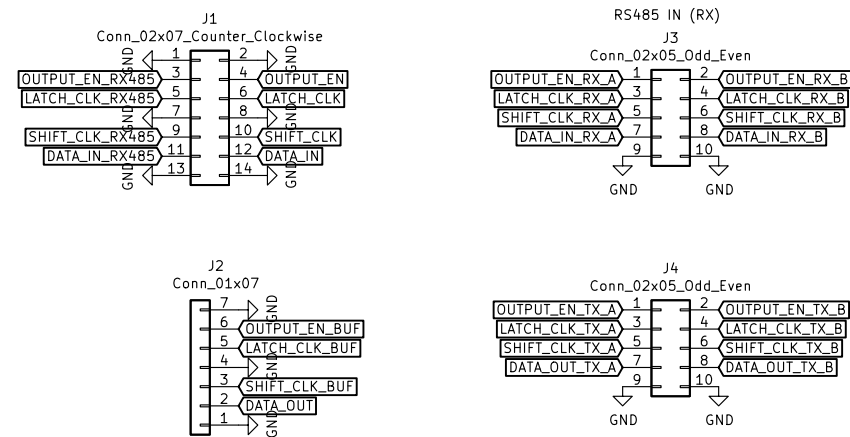 J1
Conn_02x07_Counter_Clockwise
GND 1 2 GND
OUTPUT_EN_RX485 3 4 OUTPUT_EN
LATCH_CLK_RX485 5 6 LATCH_CLK
GND 7 8 GND
SHIFT_CLK_RX485 9 10 SHIFT_CLK
DATA_IN_RX485 11 12 DATA_IN
GND 13 14 GND
RS485 IN (RX)
J3
Conn_02x05_Odd_Even
OUTPUT_EN_RX_A 1 2 OUTPUT_EN_RX_B
LATCH_CLK_RX_A 3 4 LATCH_CLK_RX_B
SHIFT_CLK_RX_A 5 6 SHIFT_CLK_RX_B
DATA_IN_RX_A 7 8 DATA_IN_RX_B
9 10
GND GND
J2
Conn_01x07
7 GND
6 OUTPUT_EN_BUF
5 LATCH_CLK_BUF
4 GND
3 SHIFT_CLK_BUF
2 DATA_OUT
1 GND
J4
Conn_02x05_Odd_Even
OUTPUT_EN_TX_A 1 2 OUTPUT_EN_TX_B
LATCH_CLK_TX_A 3 4 LATCH_CLK_TX_B
SHIFT_CLK_TX_A 5 6 SHIFT_CLK_TX_B
DATA_OUT_TX_A 7 8 DATA_OUT_TX_B
9 10
GND GND